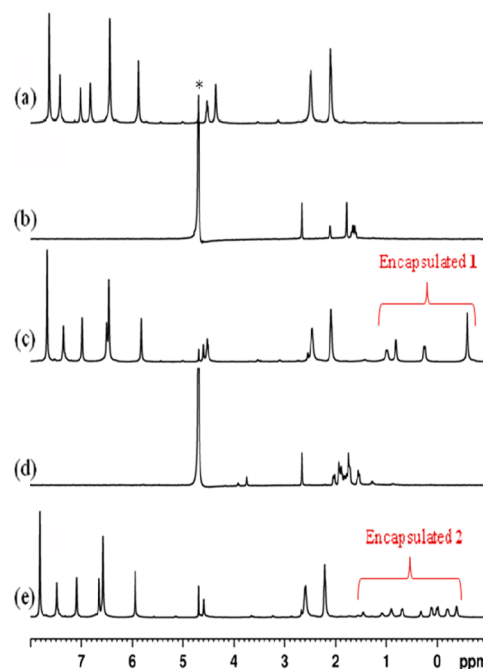 (a)
*
(b)
Encapsulated 1
(c)
(d)
Encapsulated 2
(e)
7 6 5 4 3 2 1 0 ppm